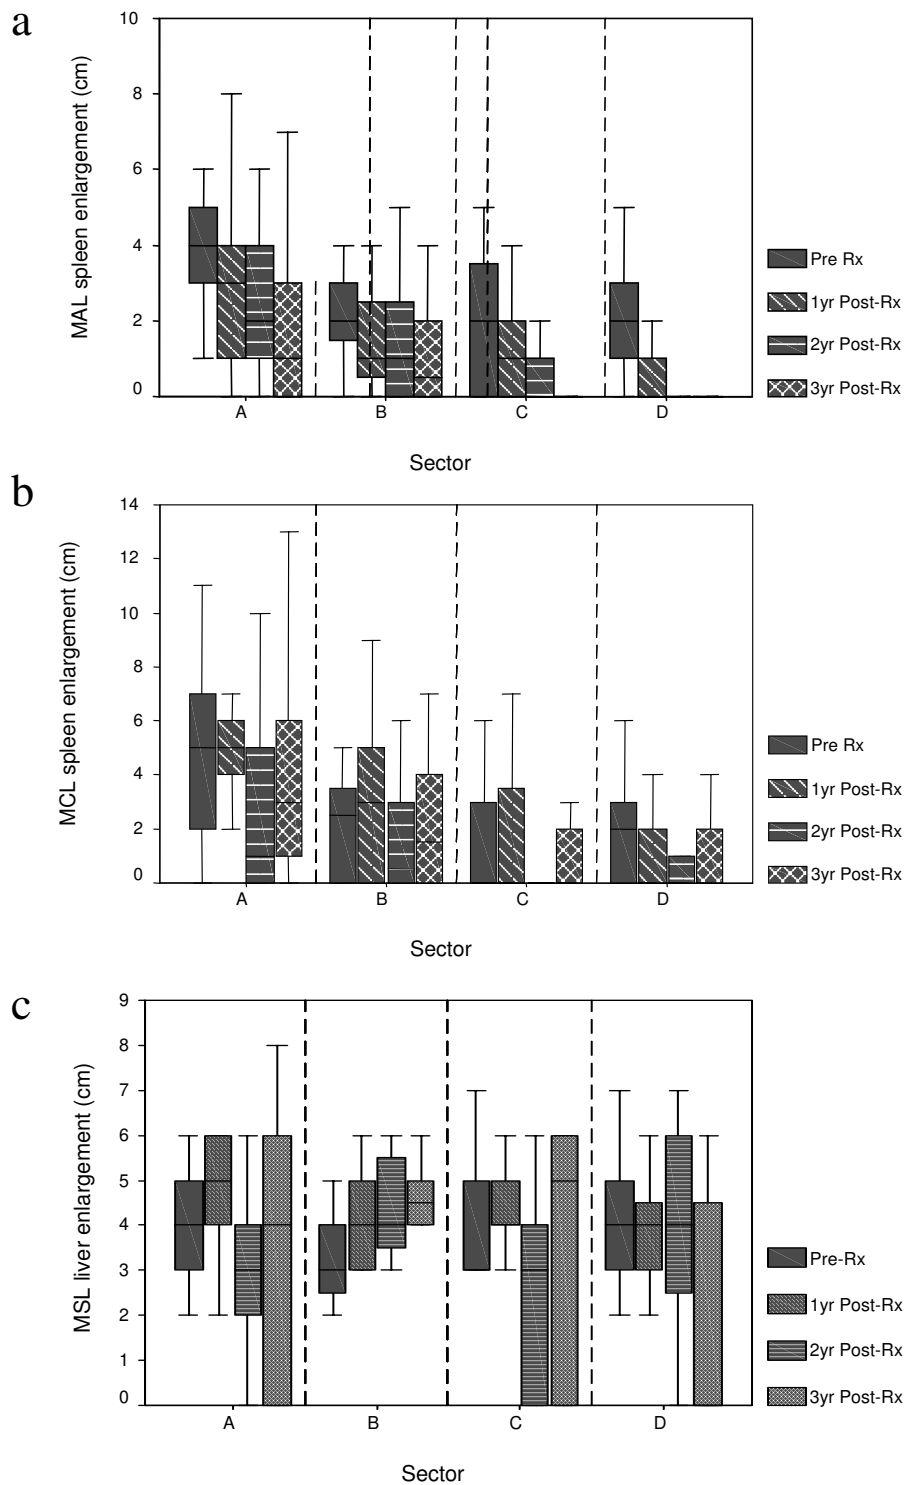 a
MAL spleen enlargement (cm)
10
8
6
4
2
0
A B C D
Sector
Pre Rx
1yr Post-Rx
2yr Post-Rx
3yr Post-Rx
b
MCL spleen enlargement (cm)
14
12
10
8
6
4
2
0
A B C D
Sector
Pre Rx
1yr Post-Rx
2yr Post-Rx
3yr Post-Rx
c
MSL liver enlargement (cm)
9
8
7
6
5
4
3
2
1
0
A B C D
Sector
Pre-Rx
1yr Post-Rx
2yr Post-Rx
3yr Post-Rx